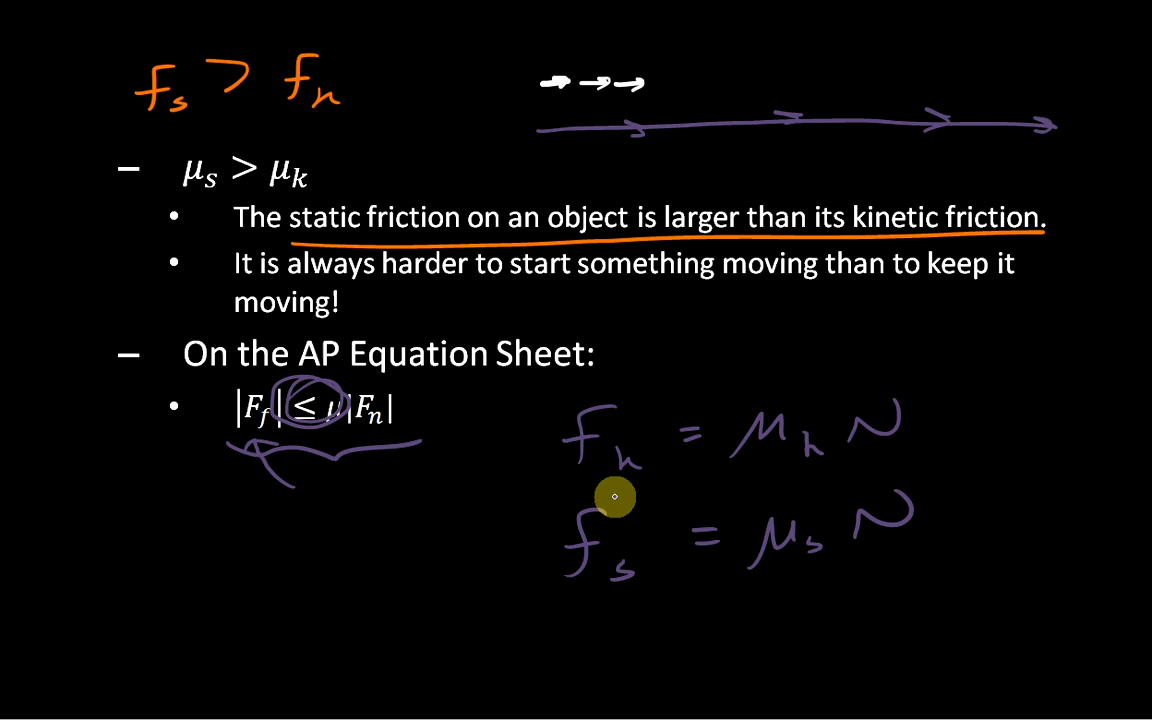 fs > fk
– μs > μk
• The static friction on an object is larger than its kinetic friction.
• It is always harder to start something moving than to keep it
moving!
– On the AP Equation Sheet:
• |Ff| ≤ μ|Fn|
fk = μk N
fs = μs N